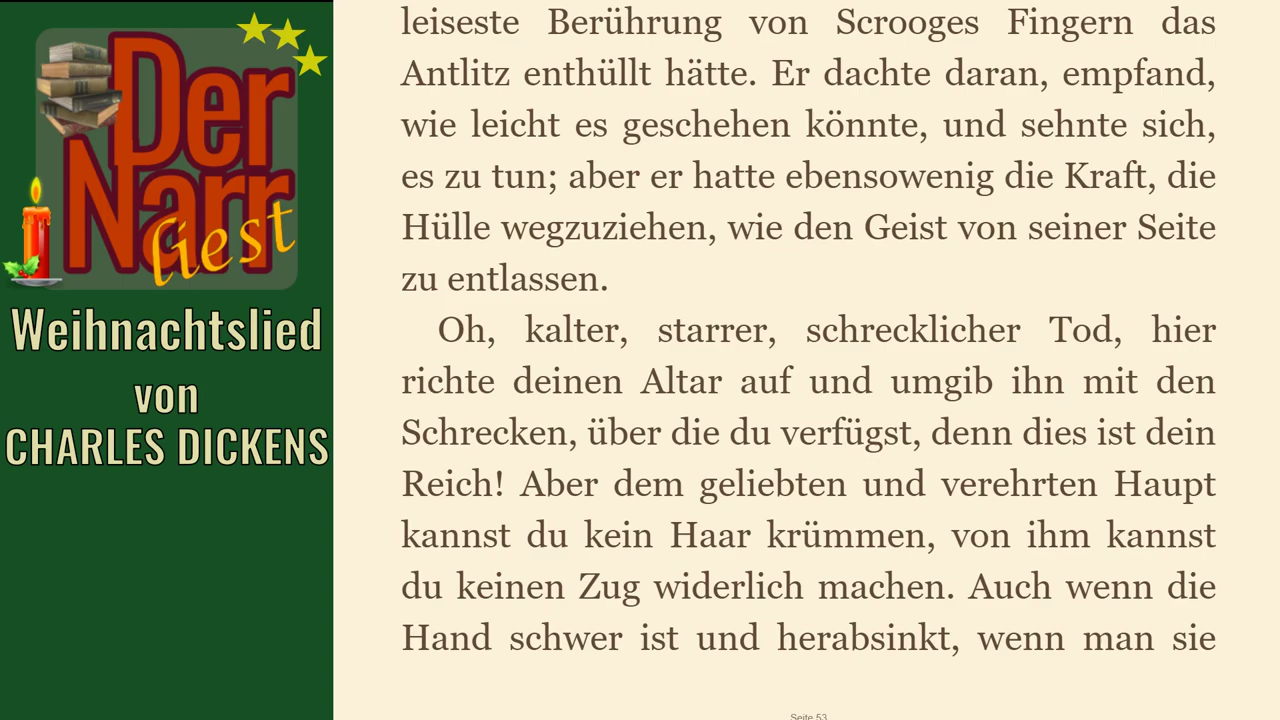 Der
Narr
liest
Weihnachtslied
von
CHARLES DICKENS
leiseste Berührung von Scrooges Fingern das
Antlitz enthüllt hätte. Er dachte daran, empfand,
wie leicht es geschehen könnte, und sehnte sich,
es zu tun; aber er hatte ebensowenig die Kraft, die
Hülle wegzuziehen, wie den Geist von seiner Seite
zu entlassen.
Oh, kalter, starrer, schrecklicher Tod, hier
richte deinen Altar auf und umgib ihn mit den
Schrecken, über die du verfügst, denn dies ist dein
Reich! Aber dem geliebten und verehrten Haupt
kannst du kein Haar krümmen, von ihm kannst
du keinen Zug widerlich machen. Auch wenn die
Hand schwer ist und herabsinkt, wenn man sie
Seite 53